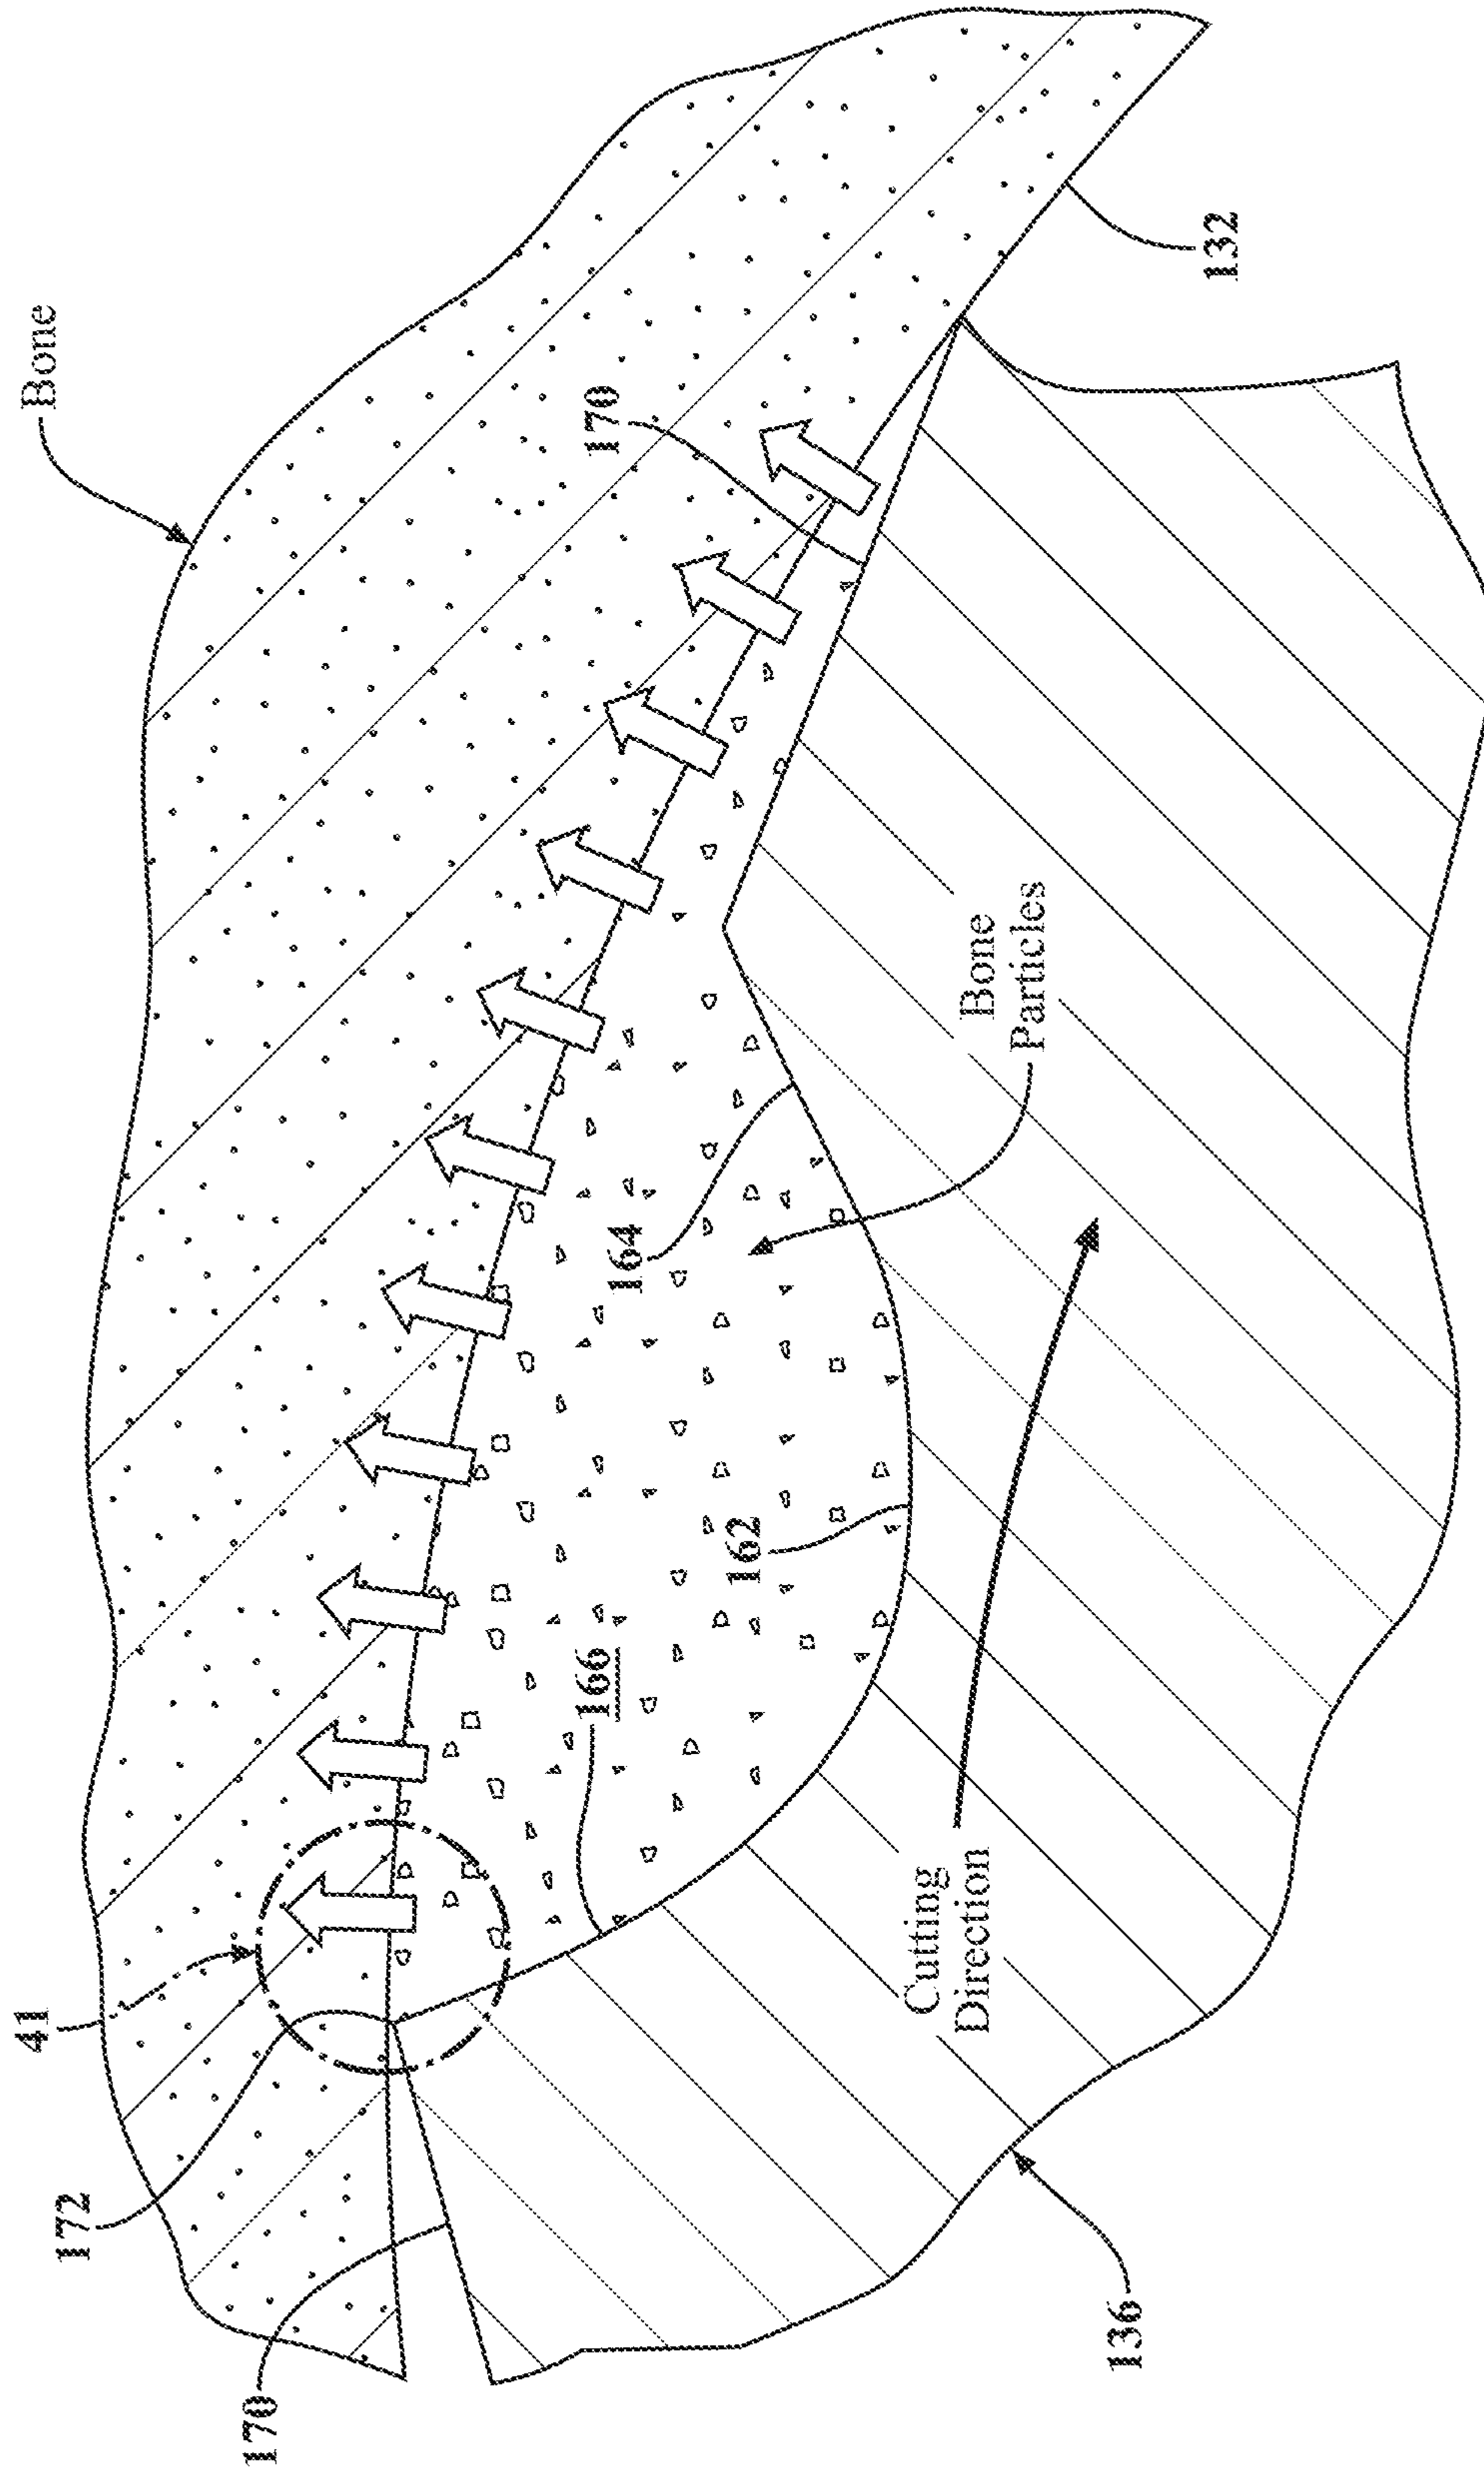 Bone
132
170
Bone
Particles
164
162
166
Cutting
Direction
41
172
170
136